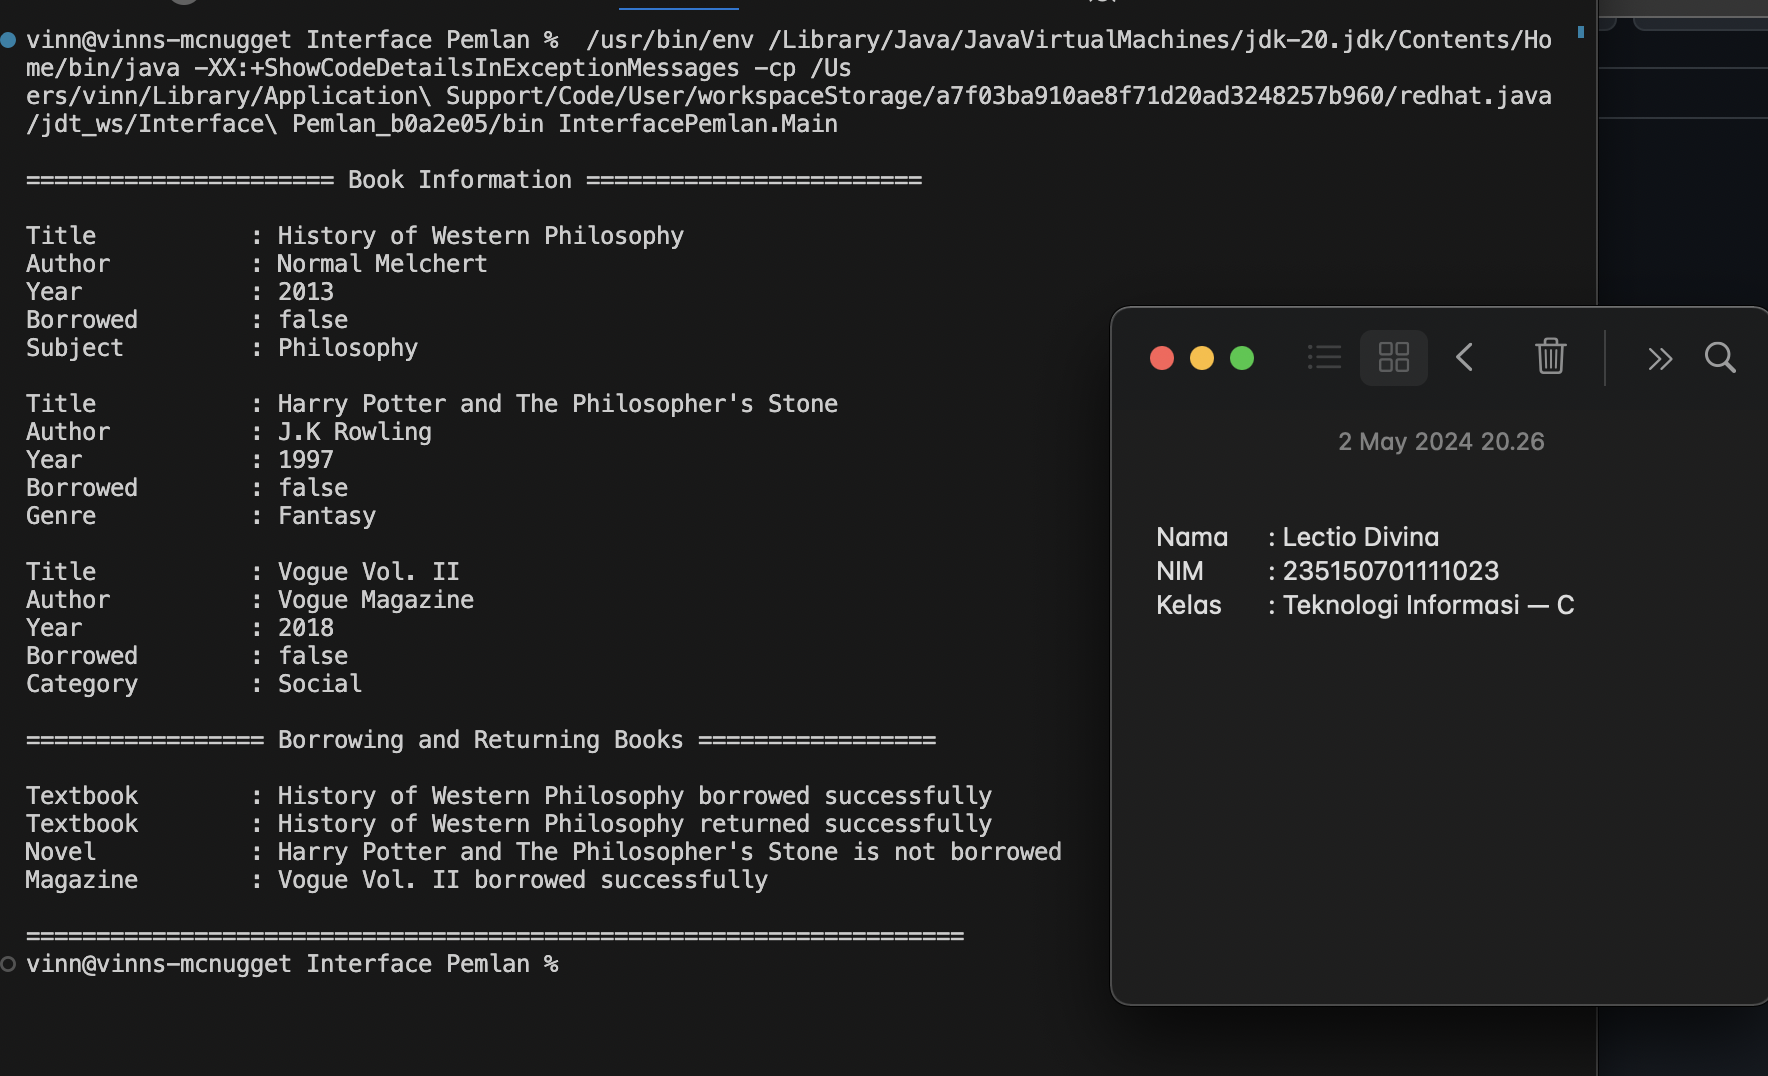 vinn@vinns-mcnugget Interface Pemlan %  /usr/bin/env /Library/Java/JavaVirtualMachines/jdk-20.jdk/Contents/Ho
me/bin/java -XX:+ShowCodeDetailsInExceptionMessages -cp /Us
ers/vinn/Library/Application\ Support/Code/User/workspaceStorage/a7f03ba910ae8f71d20ad3248257b960/redhat.java
/jdt_ws/Interface\ Pemlan_b0a2e05/bin InterfacePemlan.Main
====================== Book Information ========================
Title : History of Western Philosophy
Author : Normal Melchert
Year : 2013
Borrowed : false
Subject : Philosophy
Title : Harry Potter and The Philosopher's Stone
Author : J.K Rowling
Year : 1997
Borrowed : false
Genre : Fantasy
Title : Vogue Vol. II
Author : Vogue Magazine
Year : 2018
Borrowed : false
Category : Social
================= Borrowing and Returning Books =================
Textbook : History of Western Philosophy borrowed successfully
Textbook : History of Western Philosophy returned successfully
Novel : Harry Potter and The Philosopher's Stone is not borrowed
Magazine : Vogue Vol. II borrowed successfully
===================================================================
vinn@vinns-mcnugget Interface Pemlan %
2 May 2024 20.26
Nama : Lectio Divina
NIM : 235150701111023
Kelas : Teknologi Informasi — C